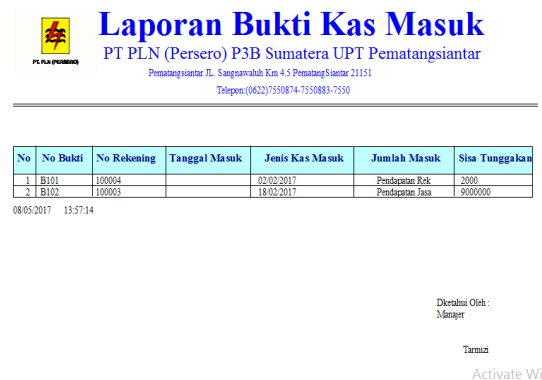 Laporan Bukti Kas Masuk
PT. PLN (PERSERO)
PT PLN (Persero) P3B Sumatera UPT Pematangsiantar
Pematangsiantar JL. Sangnawaluh Km 4.5 PematangSiantar 21151
Telepon:(0622)7550874-7550883-7550
No No Bukti No Rekening Tanggal Masuk Jenis Kas Masuk Jumlah Masuk Sisa Tunggakan
1 B101 100004 02/02/2017 Pendapatan Rek 2000
2 B102 100003 18/02/2017 Pendapatan Jasa 9000000
08/05/2017 13:57:14
Dketahui Oleh :
Manajer
Tarmizi
Activate Wi